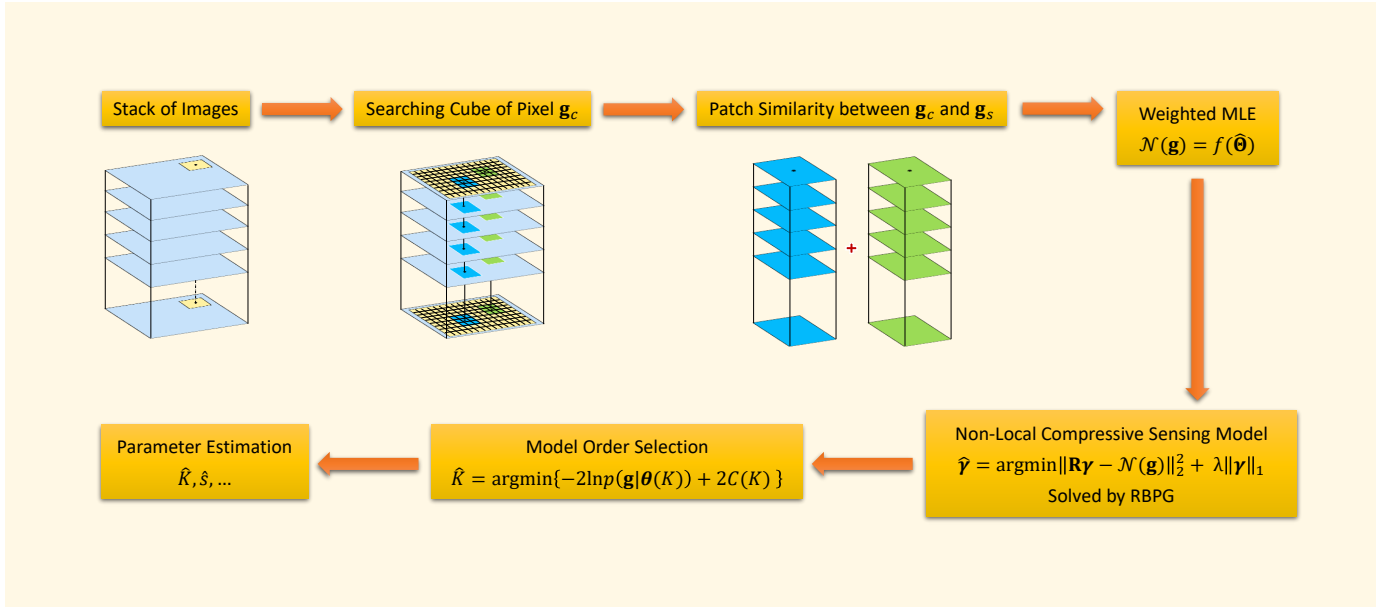 Stack of Images
Searching Cube of Pixel g_c
Patch Similarity between g_c and g_s
Weighted MLE
𝒩(g) = f(Θ̂)
+
Non-Local Compressive Sensing Model
γ̂ = argmin‖Rγ − 𝒩(g)‖₂² + λ‖γ‖₁
Solved by RBPG
Model Order Selection
K̂ = argmin{−2lnp(g|θ(K)) + 2C(K) }
Parameter Estimation
K̂, ŝ, …